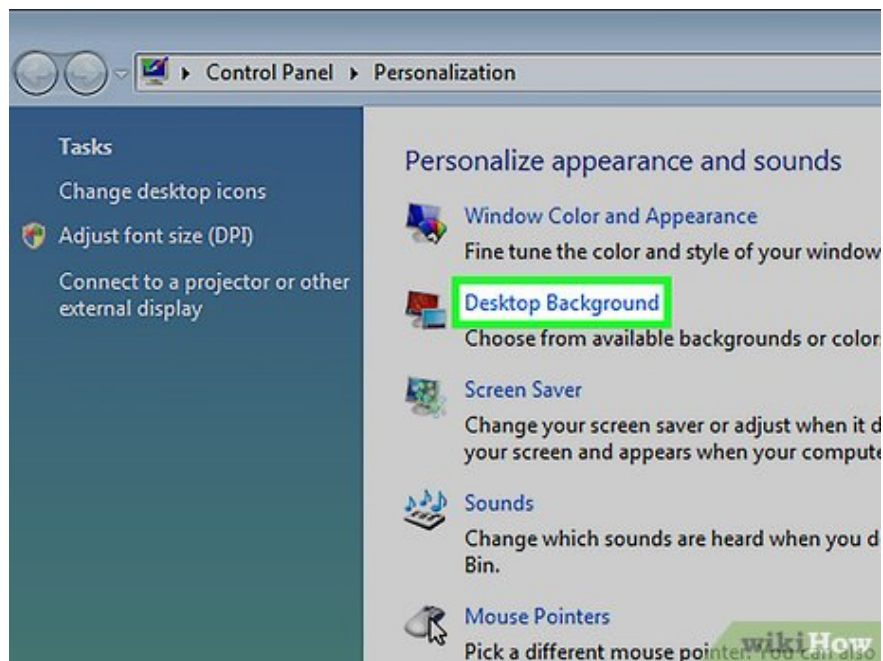 Control Panel Personalization
Tasks
Change desktop icons
Adjust font size (DPI)
Connect to a projector or other
external display
Personalize appearance and sounds
Window Color and Appearance
Fine tune the color and style of your window
Desktop Background
Choose from available backgrounds or color
Screen Saver
Change your screen saver or adjust when it d
your screen and appears when your compute
Sounds
Change which sounds are heard when you d
Bin.
Mouse Pointers
Pick a different mouse pointer. You can also
wikiHow